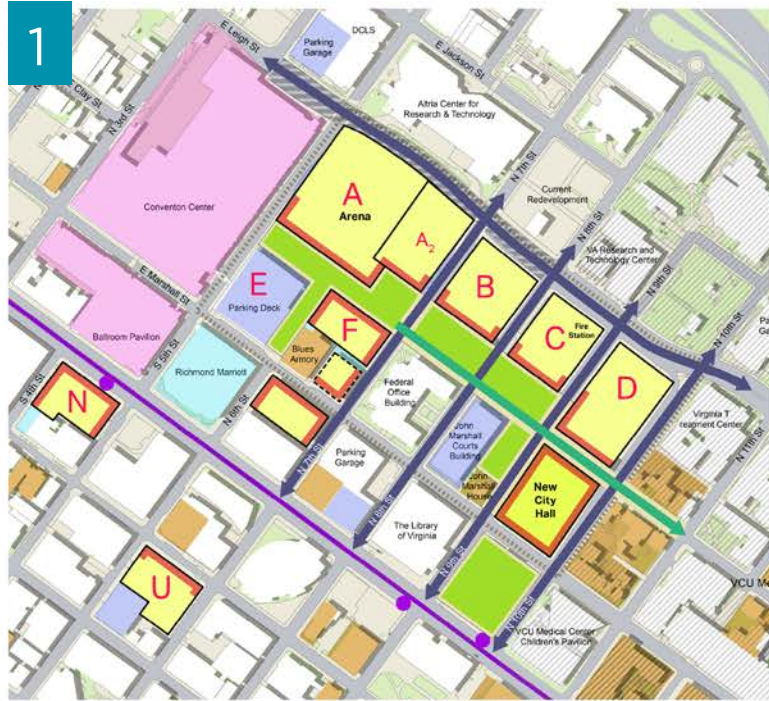 1
E Leigh St
Parking
Garage
DCLS
E Jackson St
E Clay St
N 3rd St
Altria Center for
Research & Technology
N 7th St
Current
Redevelopment
N 8th St
VA Research and
Technology Center
N 9th St
N 10th St
N 11th St
Conventon Center
A
Arena
A2
B
C
Fire
Station
D
E Marshall St
E
Parking Deck
F
Blues
Armory
Ballroom Pavilion
S 5th St
Richmond Marriott
Federal
Office
Building
John
Marshall
Courts
Building
John
Marshall
House
Virginia T
reatment Center
S 4th St
N
N 6th St
N 7th St
Parking
Garage
N 8th St
The Library
of Virginia
New
City
Hall
N 9th St
N 10th St
VCU Me
U
VCU Medical Center
Children's Pavilion